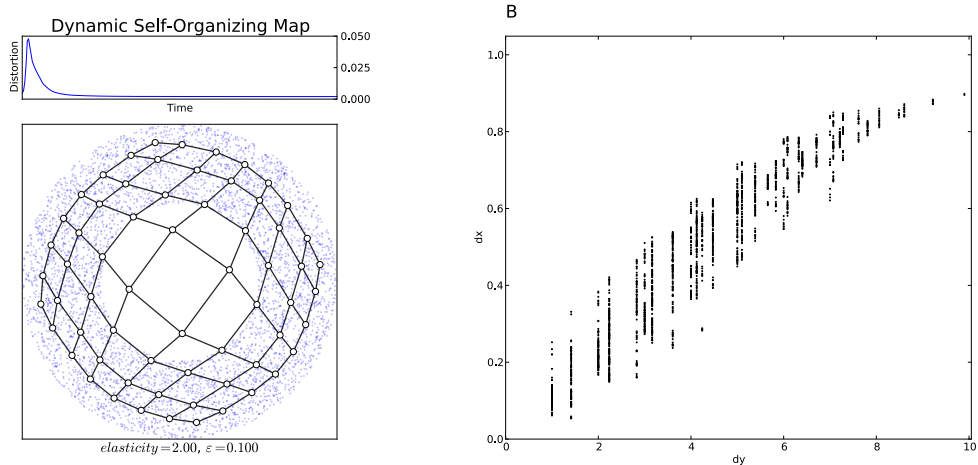 Dynamic Self-Organizing Map
Distortion
0.050
0.025
0.000
Time
elasticity=2.00, ε=0.100
B
dx
1.0
0.8
0.6
0.4
0.2
0.0
0 2 4 6 8 10
dy